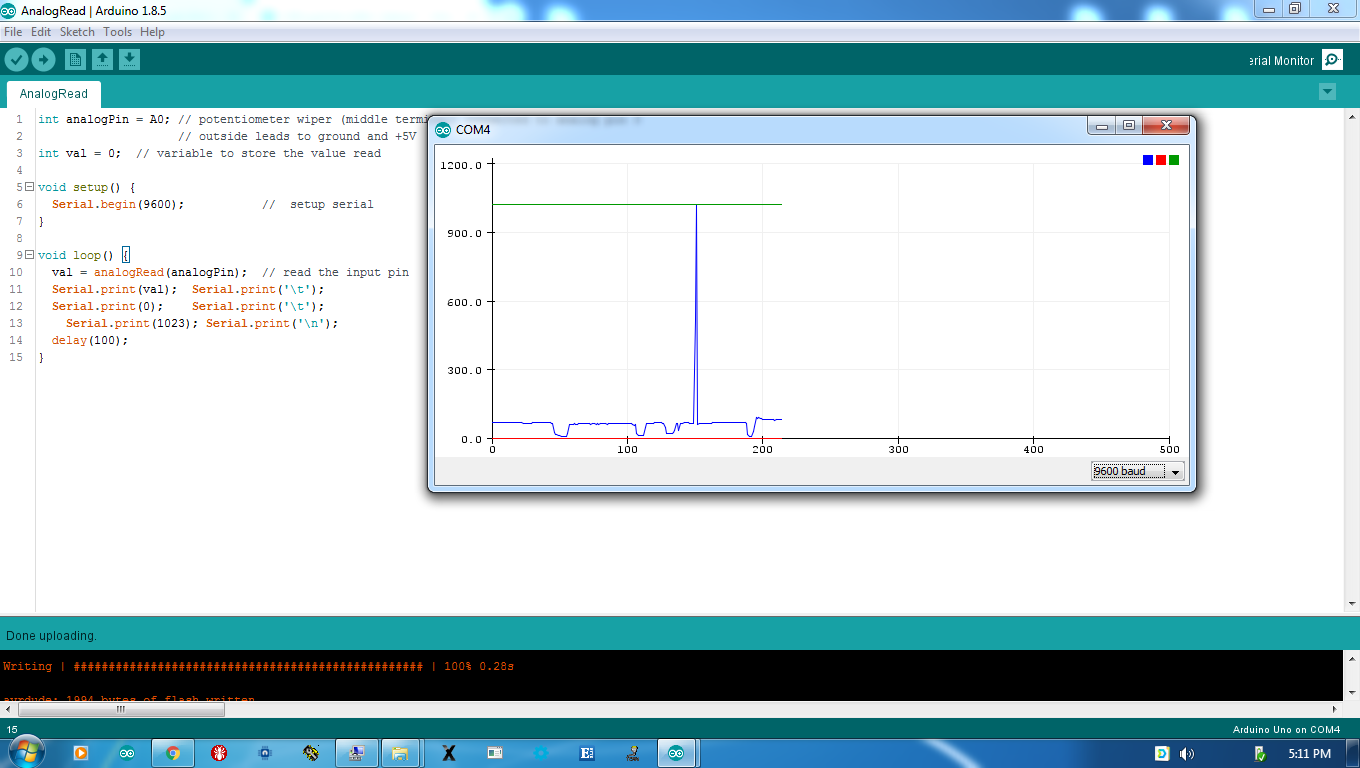 AnalogRead | Arduino 1.8.5
File Edit Sketch Tools Help
erial Monitor
AnalogRead
1 int analogPin = A0; // potentiometer wiper (middle termi
2 // outside leads to ground and +5V
3 int val = 0; // variable to store the value read
4
5 void setup() {
6 Serial.begin(9600); // setup serial
7 }
8
9 void loop() {
10 val = analogRead(analogPin); // read the input pin
11 Serial.print(val); Serial.print('\t');
12 Serial.print(0); Serial.print('\t');
13 Serial.print(1023); Serial.print('\n');
14 delay(100);
15 }
COM4
1200.0
900.0
600.0
300.0
0.0
0 100 200 300 400 500
9600 baud
Done uploading.
Writing | ################################################## | 100% 0.28s
avrdude: 1994 bytes of flash written
15
Arduino Uno on COM4
5:11 PM